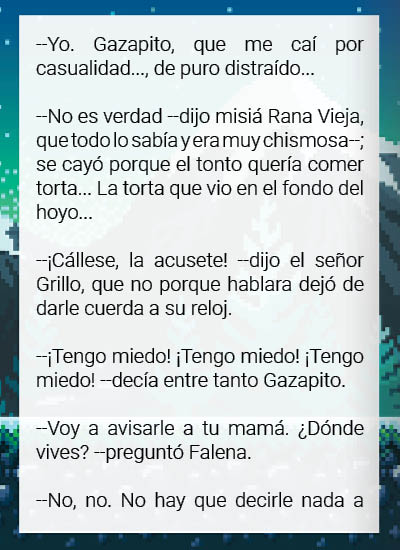 --Yo. Gazapito, que me caí por
casualidad..., de puro distraído...
--No es verdad --dijo misiá Rana Vieja,
que todo lo sabía y era muy chismosa--;
se cayó porque el tonto quería comer
torta... La torta que vio en el fondo del
hoyo...
--¡Cállese, la acusete! --dijo el señor
Grillo, que no porque hablara dejó de
darle cuerda a su reloj.
--¡Tengo miedo! ¡Tengo miedo! ¡Tengo
miedo! --decía entre tanto Gazapito.
--Voy a avisarle a tu mamá. ¿Dónde
vives? --preguntó Falena.
--No, no. No hay que decirle nada a